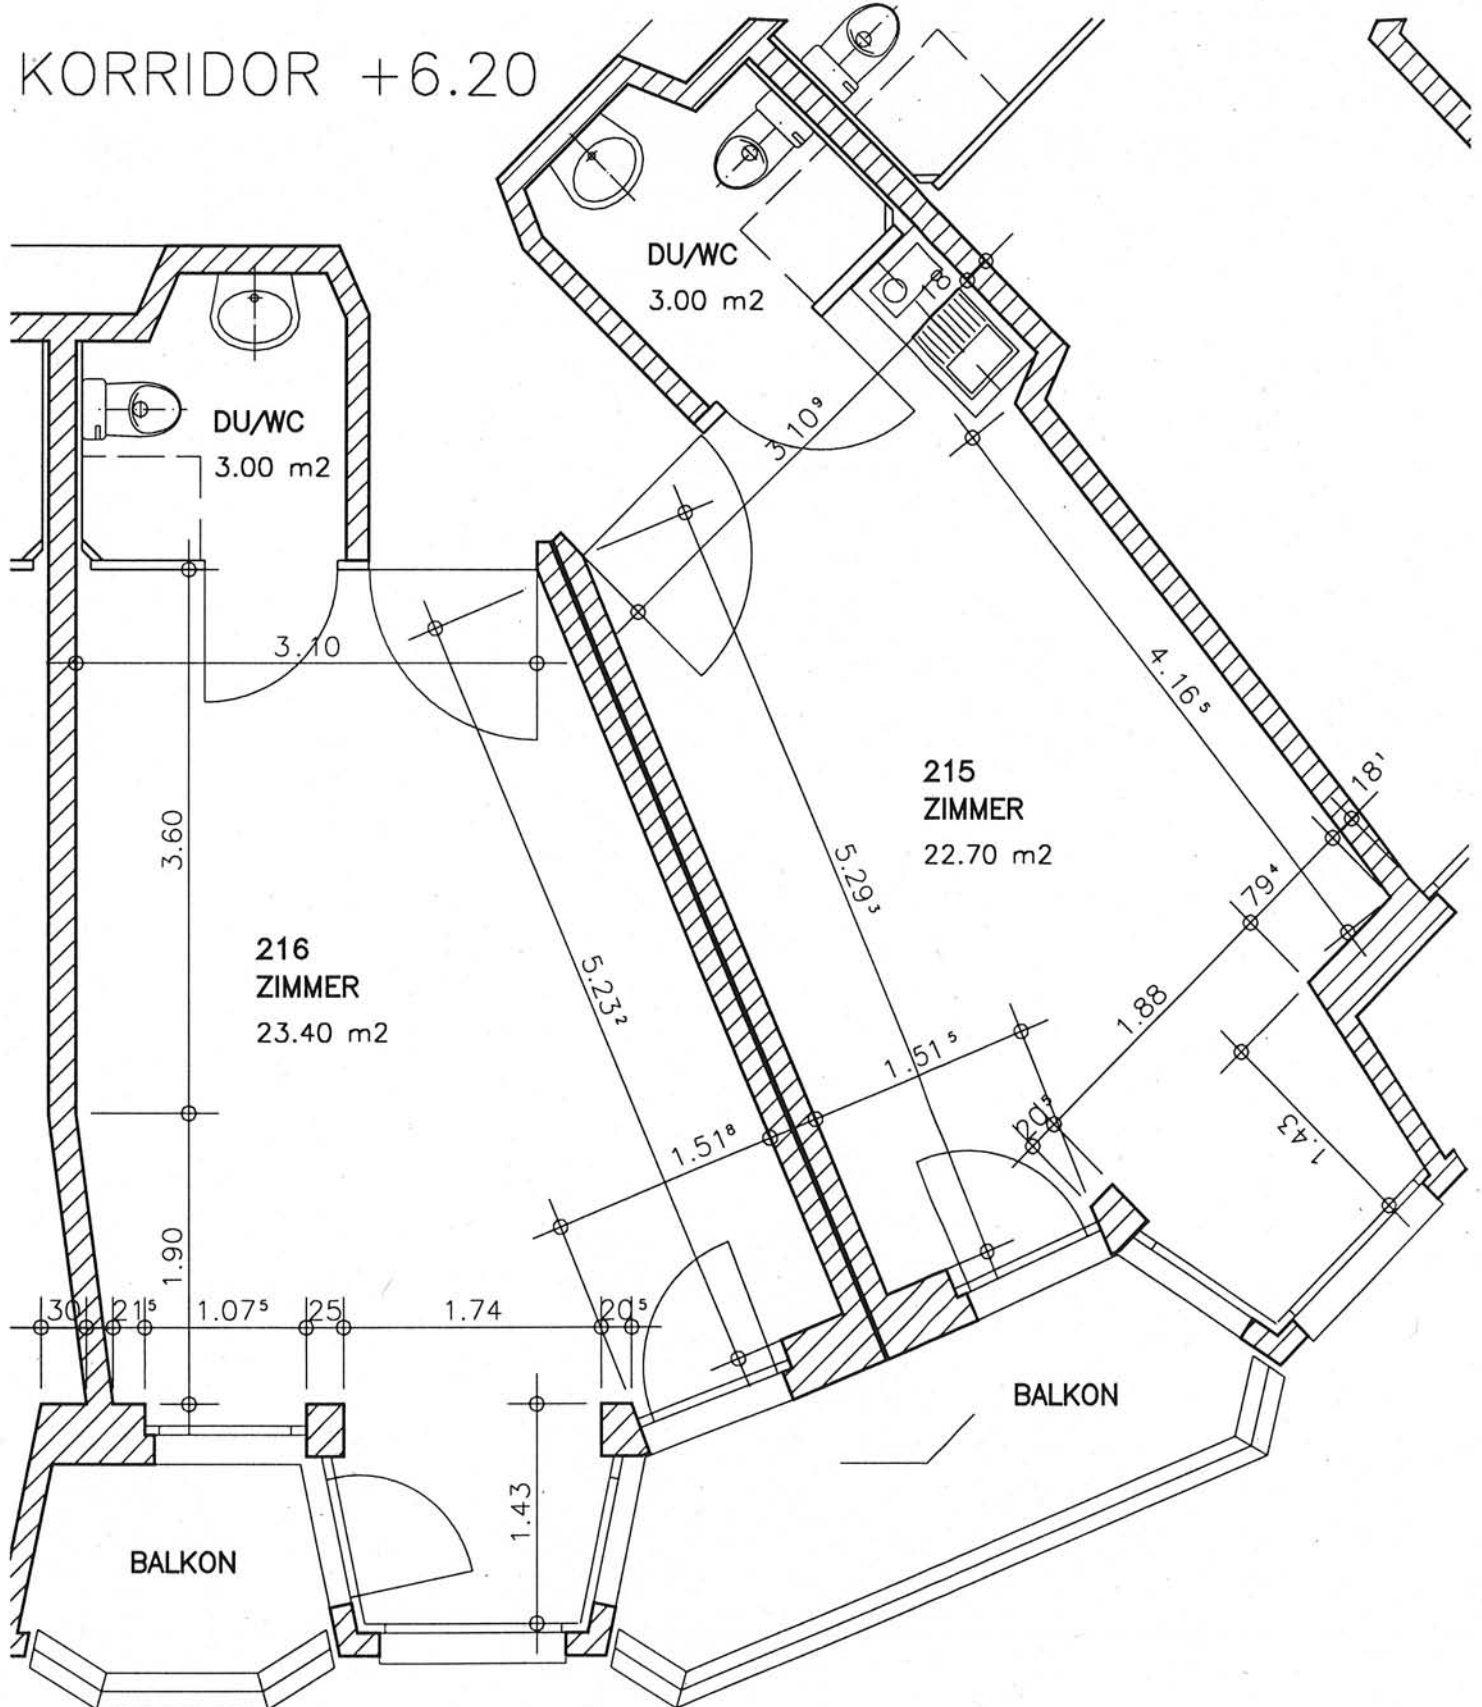 KORRIDOR +6.20
DU/WC
3.00 m2
18
DU/WC
3.00 m2
3.10⁹
3.10
4.16⁵
18¹
215
ZIMMER
22.70 m2
3.60
5.29³
79⁴
216
ZIMMER
23.40 m2
5.23²
1.88
1.51⁵
20⁵
1.43
1.51⁸
1.90
30
21⁵
1.07⁵
25
1.74
20⁵
BALKON
1.43
BALKON